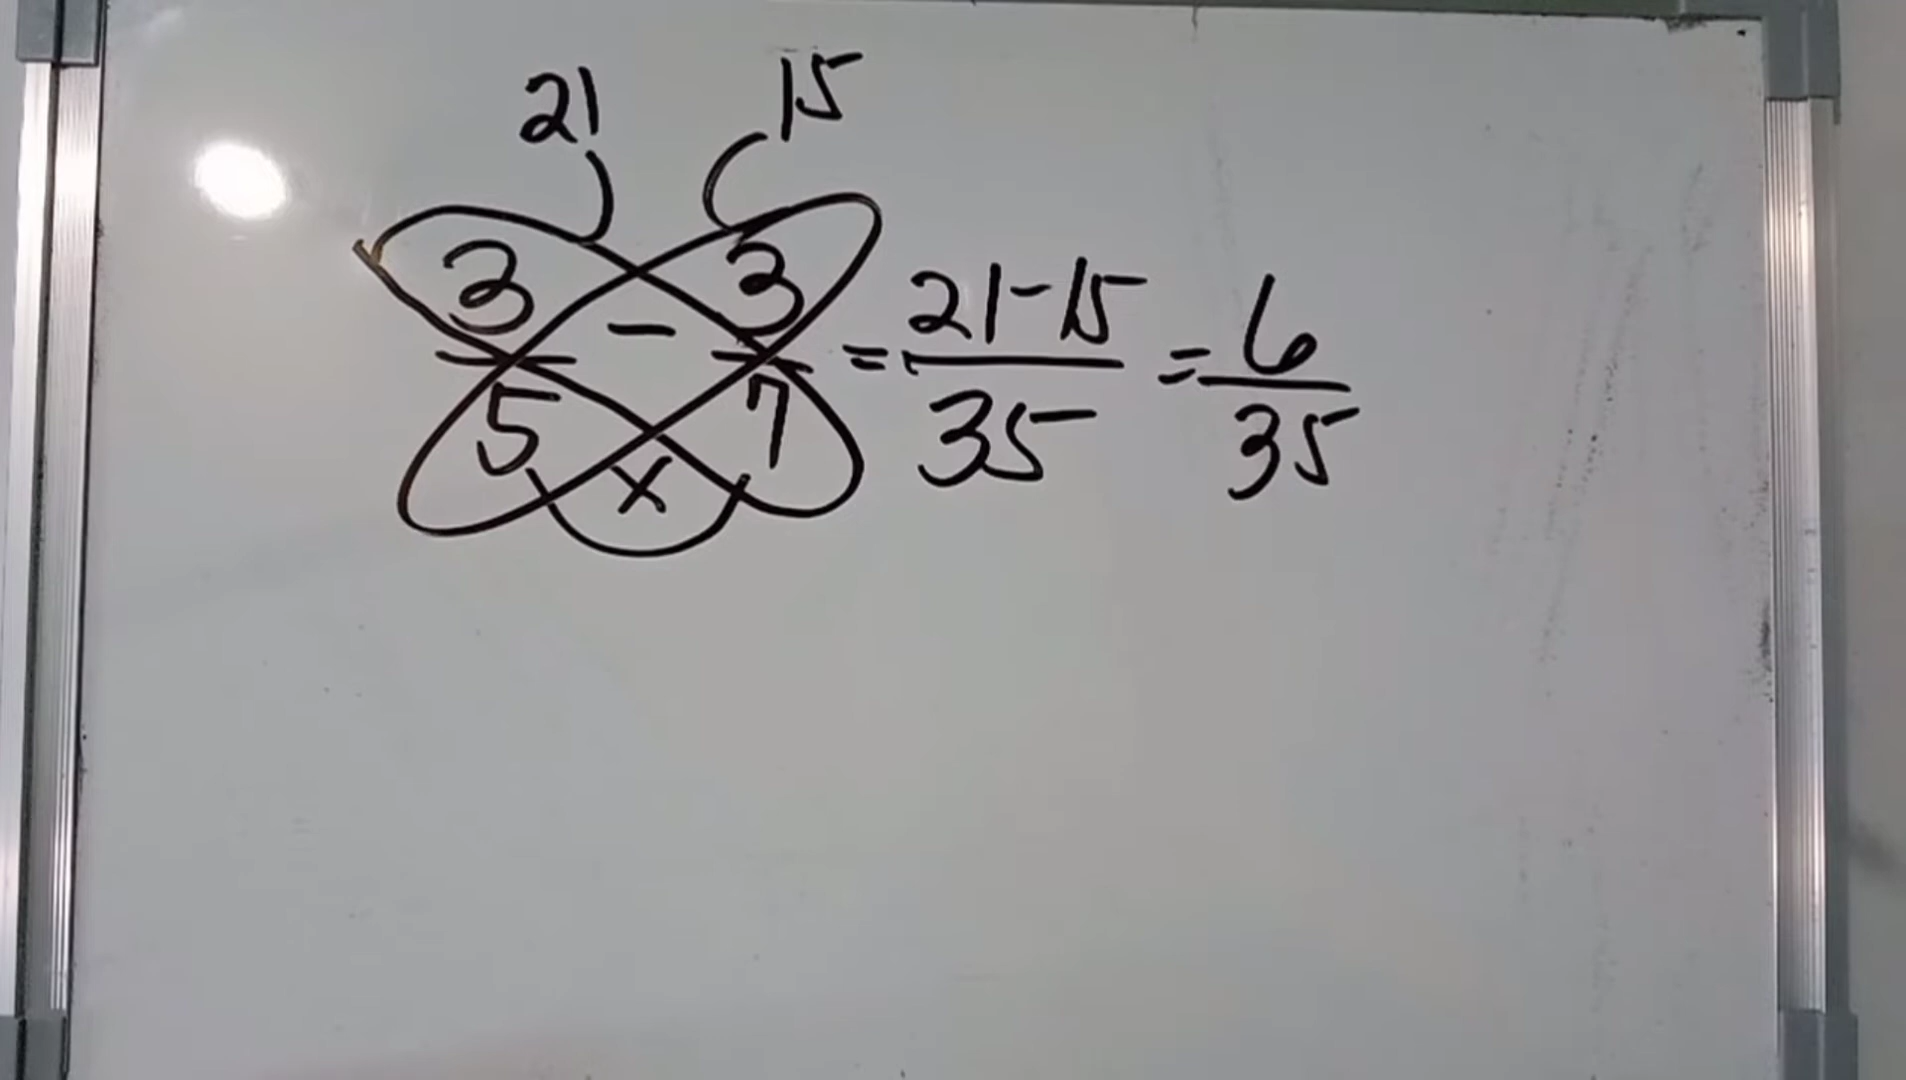 21 15
3/5 - 3/7 = 21-15/35 = 6/35
x